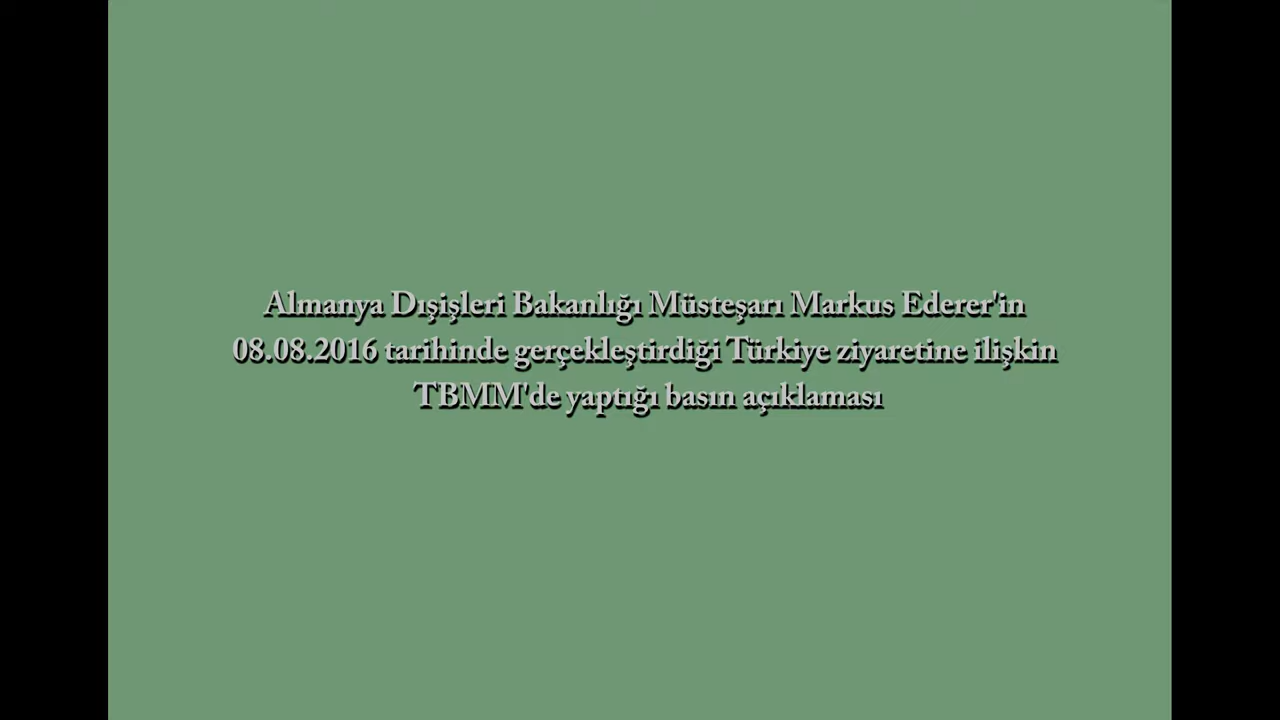 Almanya Dışişleri Bakanlığı Müsteşarı Markus Ederer'in
08.08.2016 tarihinde gerçekleştirdiği Türkiye ziyaretine ilişkin
TBMM'de yaptığı basın açıklaması